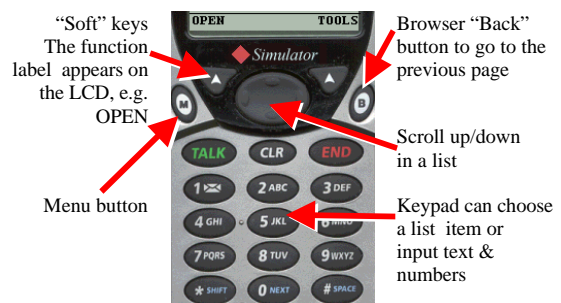 "Soft" keys
The function
label appears on
the LCD, e.g.
OPEN
Menu button
OPEN TOOLS
Simulator
M
B
TALK CLR END
1
2 ABC
3 DEF
4 GHI
5 JKL
6 MNO
7 PQRS
8 TUV
9 WXYZ
* SHIFT
0 NEXT
# SPACE
Browser "Back"
button to go to the
previous page
Scroll up/down
in a list
Keypad can choose
a list item or
input text &
numbers